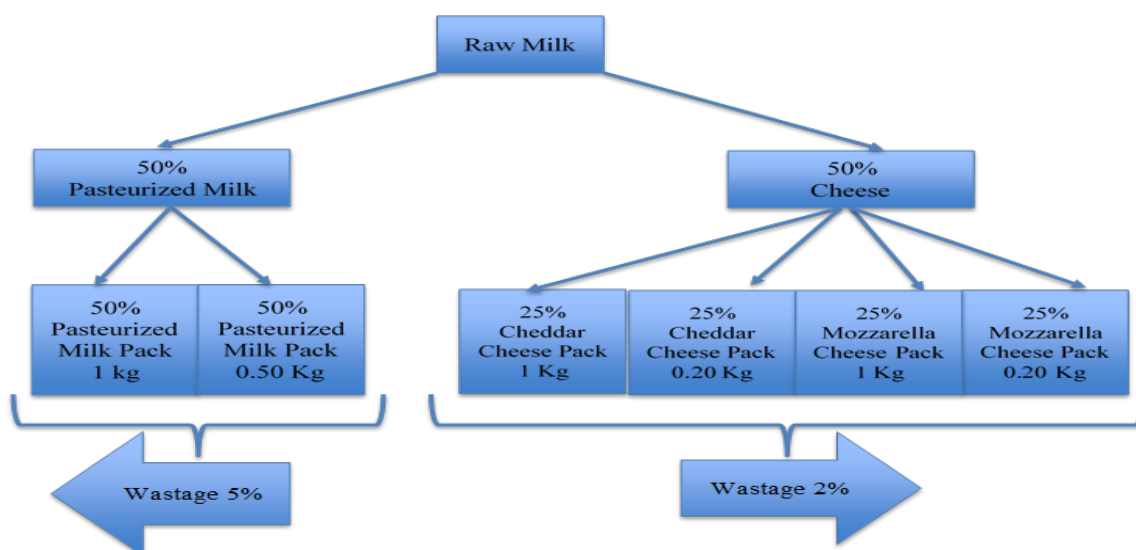 Raw Milk
50%
Pasteurized Milk
50%
Cheese
50%
Pasteurized
Milk Pack
1 kg
50%
Pasteurized
Milk Pack
0.50 Kg
25%
Cheddar
Cheese Pack
1 Kg
25%
Cheddar
Cheese Pack
0.20 Kg
25%
Mozzarella
Cheese Pack
1 Kg
25%
Mozzarella
Cheese Pack
0.20 Kg
Wastage 5%
Wastage 2%